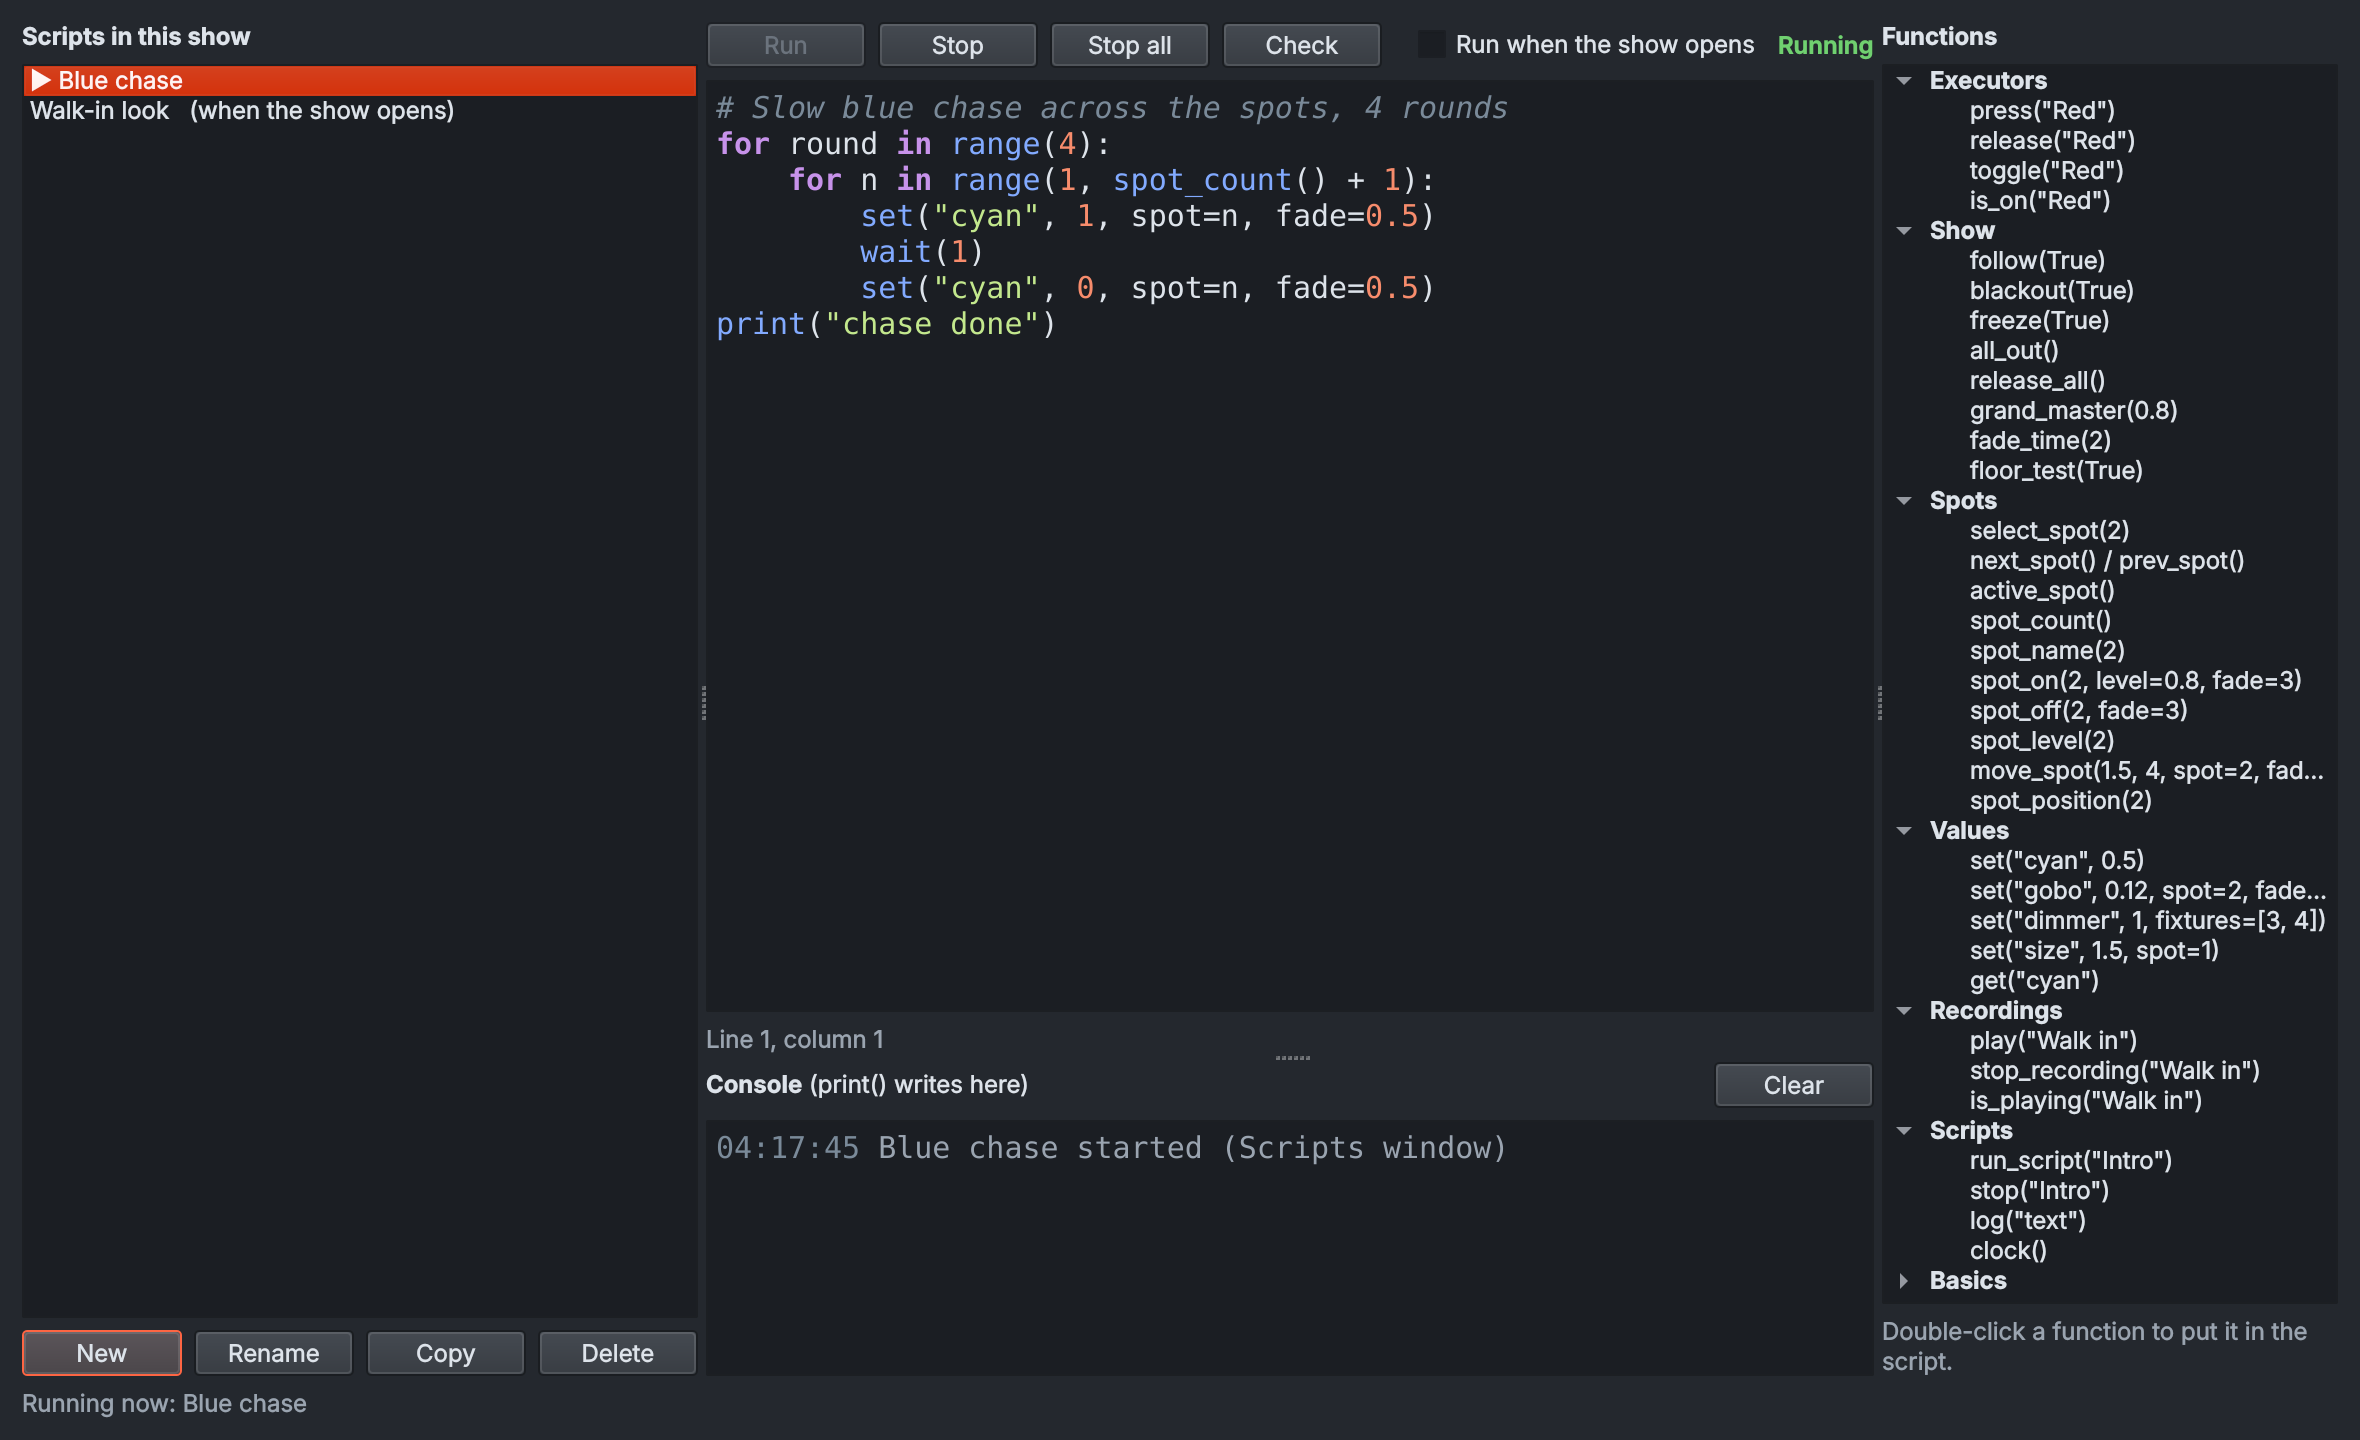 Scripts in this show
Blue chase
Walk-in look (when the show opens)
New Rename Copy Delete
Running now: Blue chase
Run Stop Stop all Check Run when the show opens Running
# Slow blue chase across the spots, 4 rounds
for round in range(4):
    for n in range(1, spot_count() + 1):
        set("cyan", 1, spot=n, fade=0.5)
        wait(1)
        set("cyan", 0, spot=n, fade=0.5)
print("chase done")
Line 1, column 1
Console (print() writes here) Clear
04:17:45 Blue chase started (Scripts window)
Functions
Executors
press("Red")
release("Red")
toggle("Red")
is_on("Red")
Show
follow(True)
blackout(True)
freeze(True)
all_out()
release_all()
grand_master(0.8)
fade_time(2)
floor_test(True)
Spots
select_spot(2)
next_spot() / prev_spot()
active_spot()
spot_count()
spot_name(2)
spot_on(2, level=0.8, fade=3)
spot_off(2, fade=3)
spot_level(2)
move_spot(1.5, 4, spot=2, fad...
spot_position(2)
Values
set("cyan", 0.5)
set("gobo", 0.12, spot=2, fade...
set("dimmer", 1, fixtures=[3, 4])
set("size", 1.5, spot=1)
get("cyan")
Recordings
play("Walk in")
stop_recording("Walk in")
is_playing("Walk in")
Scripts
run_script("Intro")
stop("Intro")
log("text")
clock()
Basics
Double-click a function to put it in the
script.